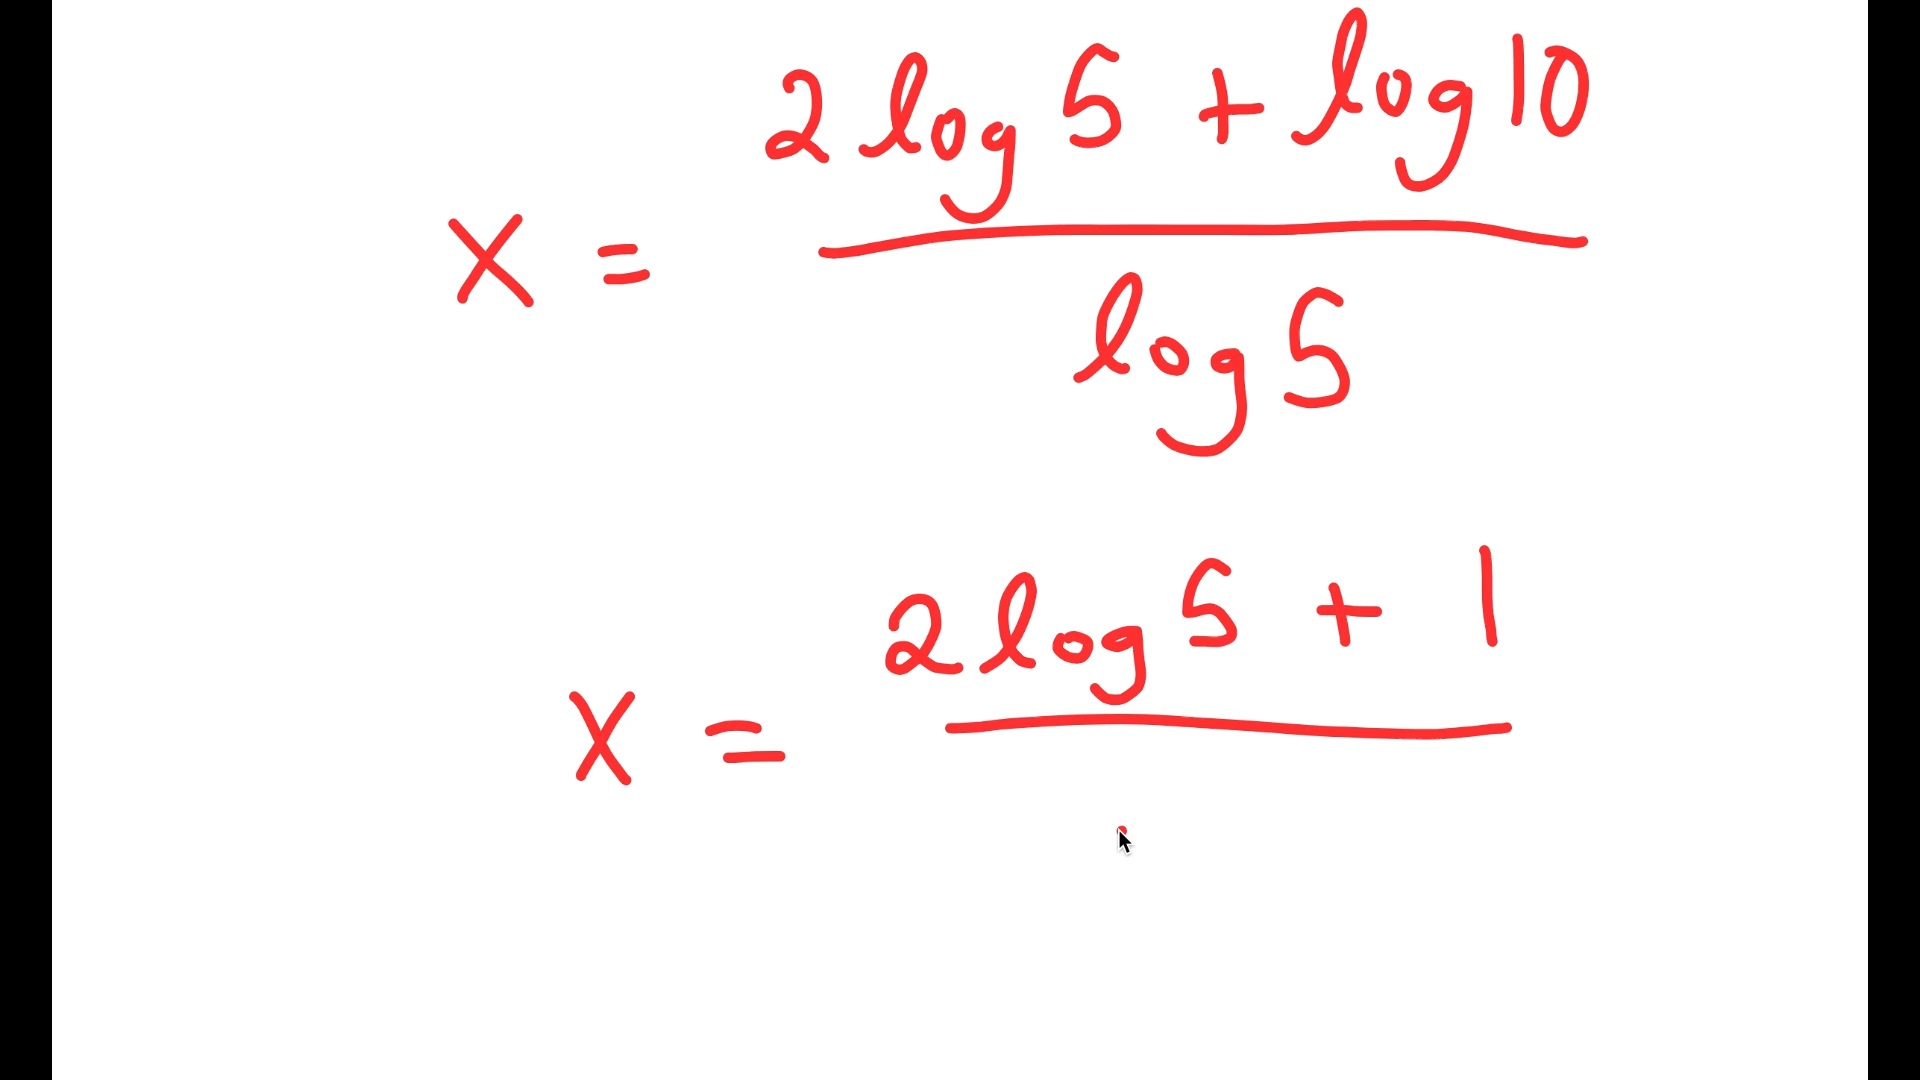 x = (2 log 5 + log 10) / (log 5)
x = (2 log 5 + 1) /